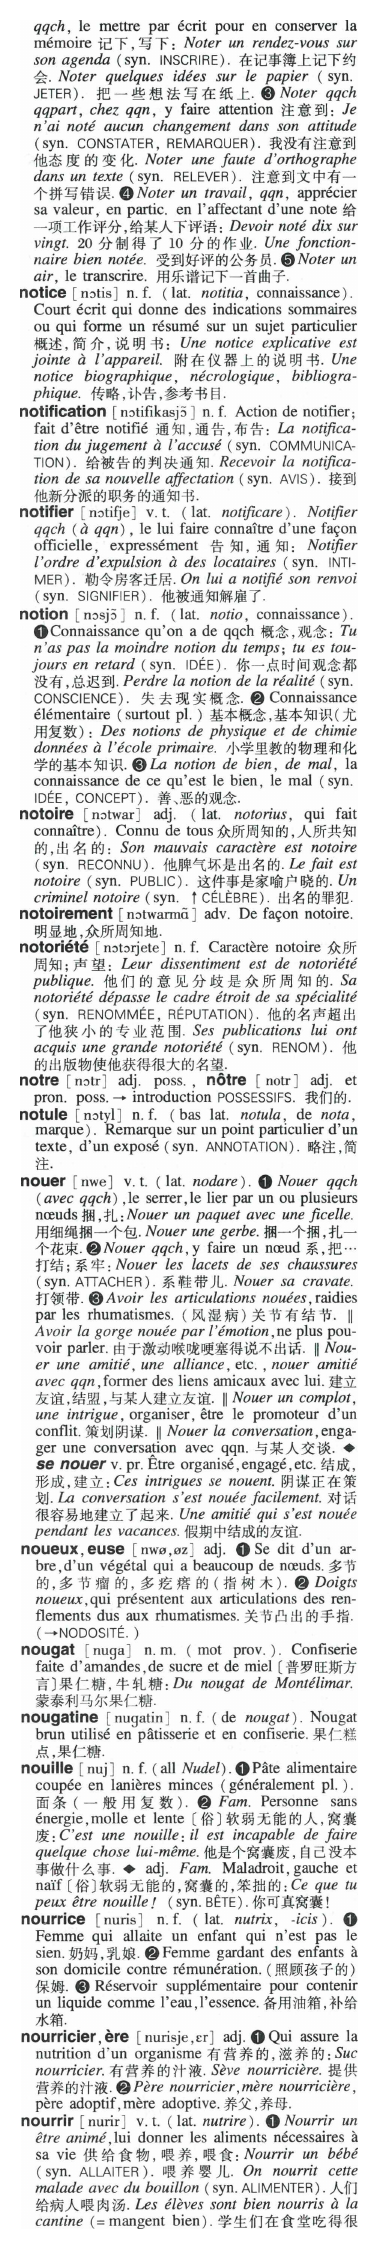 qqch, le mettre par écrit pour en conserver la
mémoire 记下,写下: Noter un rendez-vous sur
son agenda (syn. INSCRIRE). 在记事簿上记下约
会. Noter quelques idées sur le papier (syn.
JETER). 把一些想法写在纸上. ❸ Noter qqch
qqpart, chez qqn, y faire attention 注意到: Je
n'ai noté aucun changement dans son attitude
(syn. CONSTATER, REMARQUER). 我没有注意到
他态度的变化. Noter une faute d'orthographe
dans un texte (syn. RELEVER). 注意到文中有一
个拼写错误. ❹ Noter un travail, qqn, apprécier
sa valeur, en partic. en l'affectant d'une note 给
一项工作评分,给某人下评语: Devoir noté dix sur
vingt. 20 分制得了 10 分的作业. Une fonction-
naire bien notée. 受到好评的公务员. ❺ Noter un
air, le transcrire. 用乐谱记下一首曲子.
notice [nɔtis] n. f. (lat. notitia, connaissance).
Court écrit qui donne des indications sommaires
ou qui forme un résumé sur un sujet particulier
概述,简介,说明书: Une notice explicative est
jointe à l'appareil. 附在仪器上的说明书. Une
notice biographique, nécrologique, bibliogra-
phique. 传略,讣告,参考书目.
notification [nɔtifikasjɔ̃] n. f. Action de notifier;
fait d'être notifié 通知,通告,布告: La notifica-
tion du jugement à l'accusé (syn. COMMUNICA-
TION). 给被告的判决通知. Recevoir la notifica-
tion de sa nouvelle affectation (syn. AVIS). 接到
他新分派的职务的通知书.
notifier [nɔtifje] v. t. (lat. notificare). Notifier
qqch (à qqn), le lui faire connaître d'une façon
officielle, expressément 告知,通知: Notifier
l'ordre d'expulsion à des locataires (syn. INTI-
MER). 勒令房客迁居. On lui a notifié son renvoi
(syn. SIGNIFIER). 他被通知解雇了.
notion [nɔsjɔ̃] n. f. (lat. notio, connaissance).
❶ Connaissance qu'on a de qqch 概念,观念: Tu
n'as pas la moindre notion du temps; tu es tou-
jours en retard (syn. IDÉE). 你一点时间观念都
没有,总迟到. Perdre la notion de la réalité (syn.
CONSCIENCE). 失去现实概念. ❷ Connaissance
élémentaire (surtout pl.) 基本概念,基本知识(尤
用复数): Des notions de physique et de chimie
données à l'école primaire. 小学里教的物理和化
学的基本知识. ❸ La notion de bien, de mal, la
connaissance de ce qu'est le bien, le mal (syn.
IDÉE, CONCEPT). 善、恶的观念.
notoire [nɔtwar] adj. (lat. notorius, qui fait
connaître). Connu de tous 众所周知的,人所共知
的,出名的: Son mauvais caractère est notoire
(syn. RECONNU). 他脾气坏是出名的. Le fait est
notoire (syn. PUBLIC). 这件事是家喻户晓的. Un
criminel notoire (syn. ↑CÉLÈBRE). 出名的罪犯.
notoirement [nɔtwarmɑ̃] adv. De façon notoire.
明显地,众所周知地.
notoriété [nɔtɔrjete] n. f. Caractère notoire 众所
周知;声望: Leur dissentiment est de notoriété
publique. 他们的意见分歧是众所周知的. Sa
notoriété dépasse le cadre étroit de sa spécialité
(syn. RENOMMÉE, RÉPUTATION). 他的名声超出
了他狭小的专业范围. Ses publications lui ont
acquis une grande notoriété (syn. RENOM). 他
的出版物使他获得很大的名望.
notre [nɔtr] adj. poss., nôtre [notr] adj. et
pron. poss. → introduction POSSESSIFS. 我们的.
notule [nɔtyl] n. f. (bas lat. notula, de nota,
marque). Remarque sur un point particulier d'un
texte, d'un exposé (syn. ANNOTATION). 略注,简
注.
nouer [nwe] v. t. (lat. nodare). ❶ Nouer qqch
(avec qqch), le serrer, le lier par un ou plusieurs
nœuds 捆,扎: Nouer un paquet avec une ficelle.
用细绳捆一个包. Nouer une gerbe. 捆一个捆,扎一
个花束. ❷ Nouer qqch, y faire un nœud 系,把…
打结;系牢: Nouer les lacets de ses chaussures
(syn. ATTACHER). 系鞋带儿. Nouer sa cravate.
打领带. ❸ Avoir les articulations nouées, raidies
par les rhumatismes. (风湿病)关节有结节. ‖
Avoir la gorge nouée par l'émotion, ne plus pou-
voir parler. 由于激动喉咙哽塞得说不出话. ‖ Nou-
er une amitié, une alliance, etc., nouer amitié
avec qqn, former des liens amicaux avec lui. 建立
友谊,结盟,与某人建立友谊. ‖ Nouer un complot,
une intrigue, organiser, être le promoteur d'un
conflit. 策划阴谋. ‖ Nouer la conversation, enga-
ger une conversation avec qqn. 与某人交谈. ◆
se nouer v. pr. Être organisé, engagé, etc. 结成,
形成,建立: Ces intrigues se nouent. 阴谋正在策
划. La conversation s'est nouée facilement. 对话
很容易地建立了起来. Une amitié qui s'est nouée
pendant les vacances. 假期中结成的友谊.
noueux, euse [nwø, øz] adj. ❶ Se dit d'un ar-
bre, d'un végétal qui a beaucoup de nœuds. 多节
的,多节瘤的,多疙瘩的(指树木). ❷ Doigts
noueux, qui présentent aux articulations des ren-
flements dus aux rhumatismes. 关节凸出的手指.
(→NODOSITÉ.)
nougat [nuga] n. m. (mot prov.). Confiserie
faite d'amandes, de sucre et de miel〔普罗旺斯方
言〕果仁糖,牛轧糖: Du nougat de Montélimar.
蒙泰利马尔果仁糖.
nougatine [nugatin] n. f. (de nougat). Nougat
brun utilisé en pâtisserie et en confiserie. 果仁糕
点,果仁糖.
nouille [nuj] n. f. (all Nudel). ❶ Pâte alimentaire
coupée en lanières minces (généralement pl.).
面条(一般用复数). ❷ Fam. Personne sans
énergie, molle et lente〔俗〕软弱无能的人,窝囊
废: C'est une nouille: il est incapable de faire
quelque chose lui-même. 他是个窝囊废,自己没本
事做什么事. ◆ adj. Fam. Maladroit, gauche et
naïf〔俗〕软弱无能的,窝囊的,笨拙的: Ce que tu
peux être nouille! (syn. BÊTE). 你可真窝囊!
nourrice [nuris] n. f. (lat. nutrix, -icis). ❶
Femme qui allaite un enfant qui n'est pas le
sien. 奶妈,乳娘. ❷ Femme gardant des enfants à
son domicile contre rémunération. (照顾孩子的)
保姆. ❸ Réservoir supplémentaire pour contenir
un liquide comme l'eau, l'essence. 备用油箱,补给
水箱.
nourricier, ère [nurisje, ɛr] adj. ❶ Qui assure la
nutrition d'un organisme 有营养的,滋养的: Suc
nourricier. 有营养的汁液. Sève nourricière. 提供
营养的汁液. ❷ Père nourricier, mère nourricière,
père adoptif, mère adoptive. 养父,养母.
nourrir [nurir] v. t. (lat. nutrire). ❶ Nourrir un
être animé, lui donner les aliments nécessaires à
sa vie 供给食物,喂养,喂食: Nourrir un bébé
(syn. ALLAITER). 喂养婴儿. On nourrit cette
malade avec du bouillon (syn. ALIMENTER). 人们
给病人喂肉汤. Les élèves sont bien nourris à la
cantine (= mangent bien). 学生们在食堂吃得很